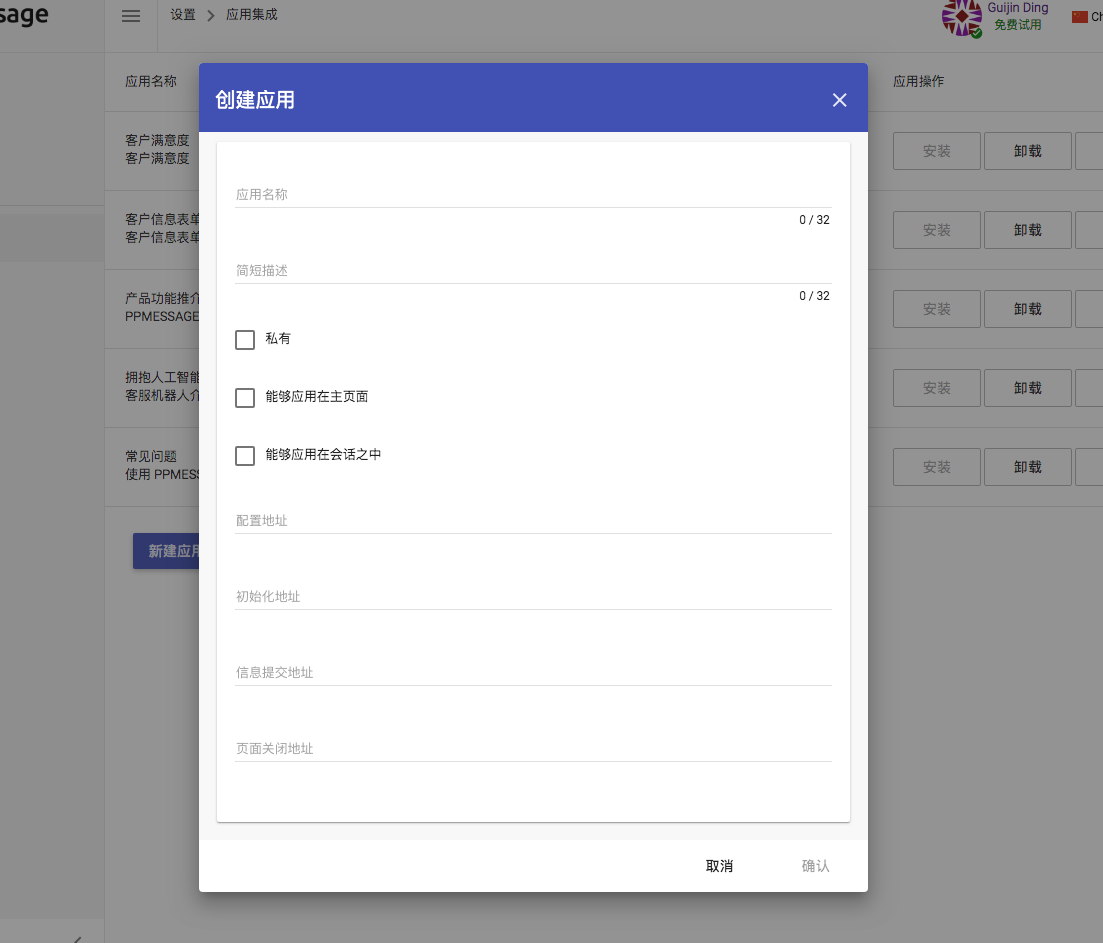 sage
设置
应用集成
Guijin Ding
免费试用
Ch
应用名称
应用操作
客户满意度
客户满意度
安装
卸载
客户信息表单
客户信息表单
安装
卸载
产品功能推介
PPMESSAGE
安装
卸载
拥抱人工智能
客服机器人介
安装
卸载
常见问题
使用 PPMESS
安装
卸载
新建应用
创建应用
应用名称
0 / 32
简短描述
0 / 32
私有
能够应用在主页面
能够应用在会话之中
配置地址
初始化地址
信息提交地址
页面关闭地址
取消
确认